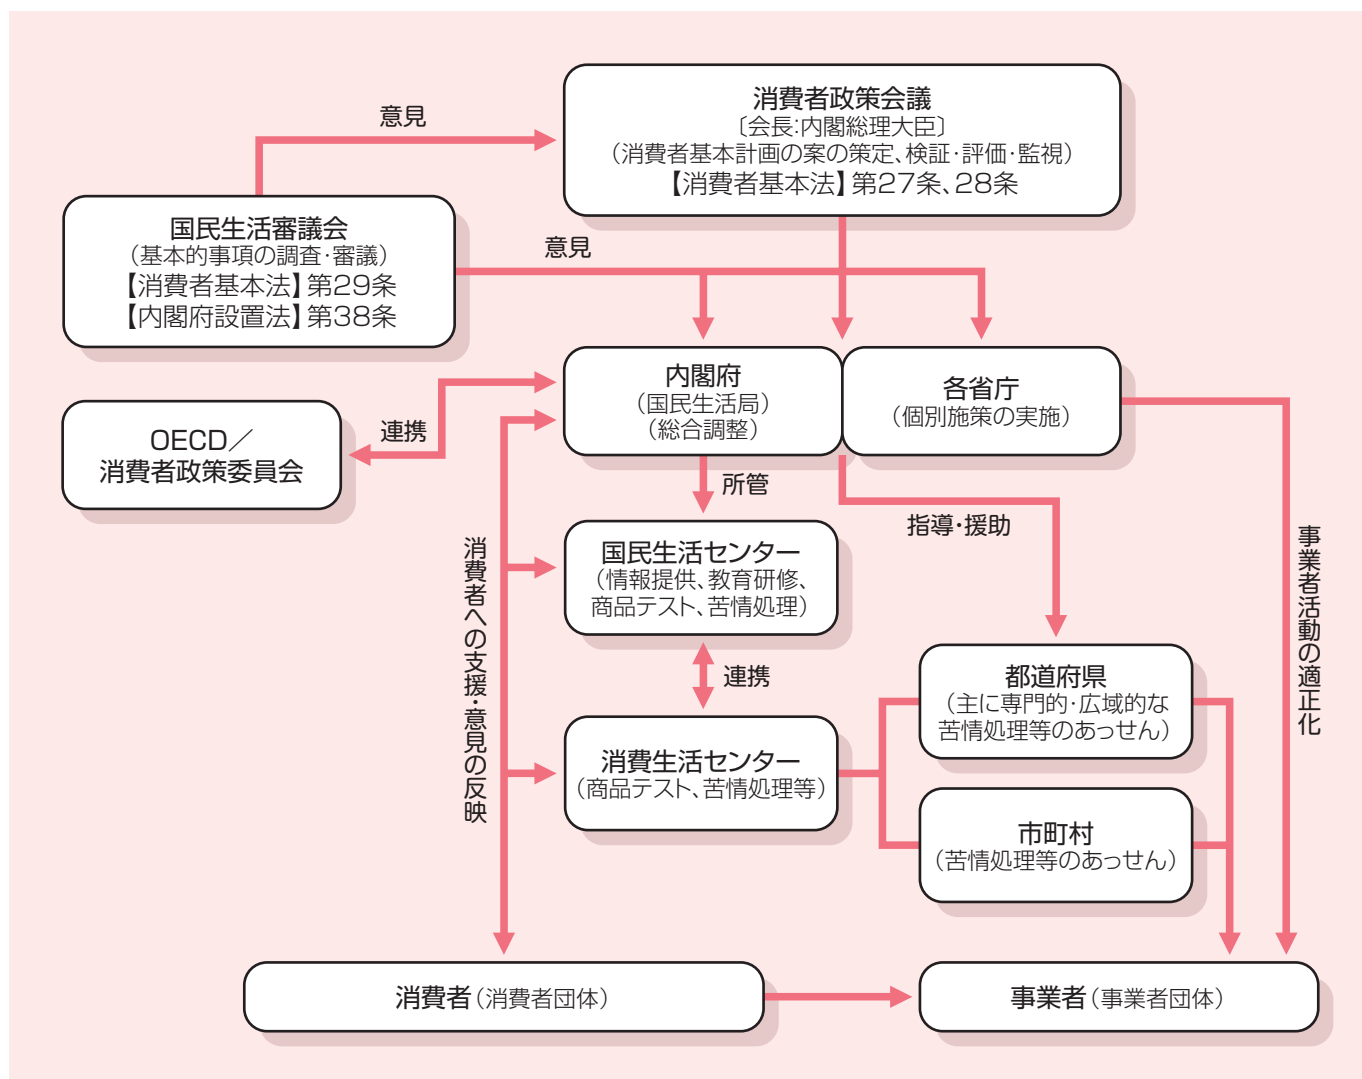 消費者政策会議
〔会長:内閣総理大臣〕
（消費者基本計画の案の策定、検証・評価・監視）
【消費者基本法】第27条、28条
意見
国民生活審議会
（基本的事項の調査・審議）
【消費者基本法】第29条
【内閣府設置法】第38条
意見
内閣府
（国民生活局）
（総合調整）
各省庁
（個別施策の実施）
OECD／
消費者政策委員会
連携
所管
指導・援助
国民生活センター
（情報提供、教育研修、
商品テスト、苦情処理）
消費者への支援・意見の反映
事業者活動の適正化
連携
都道府県
（主に専門的・広域的な
苦情処理等のあっせん）
消費生活センター
（商品テスト、苦情処理等）
市町村
（苦情処理等のあっせん）
消費者（消費者団体）
事業者（事業者団体）